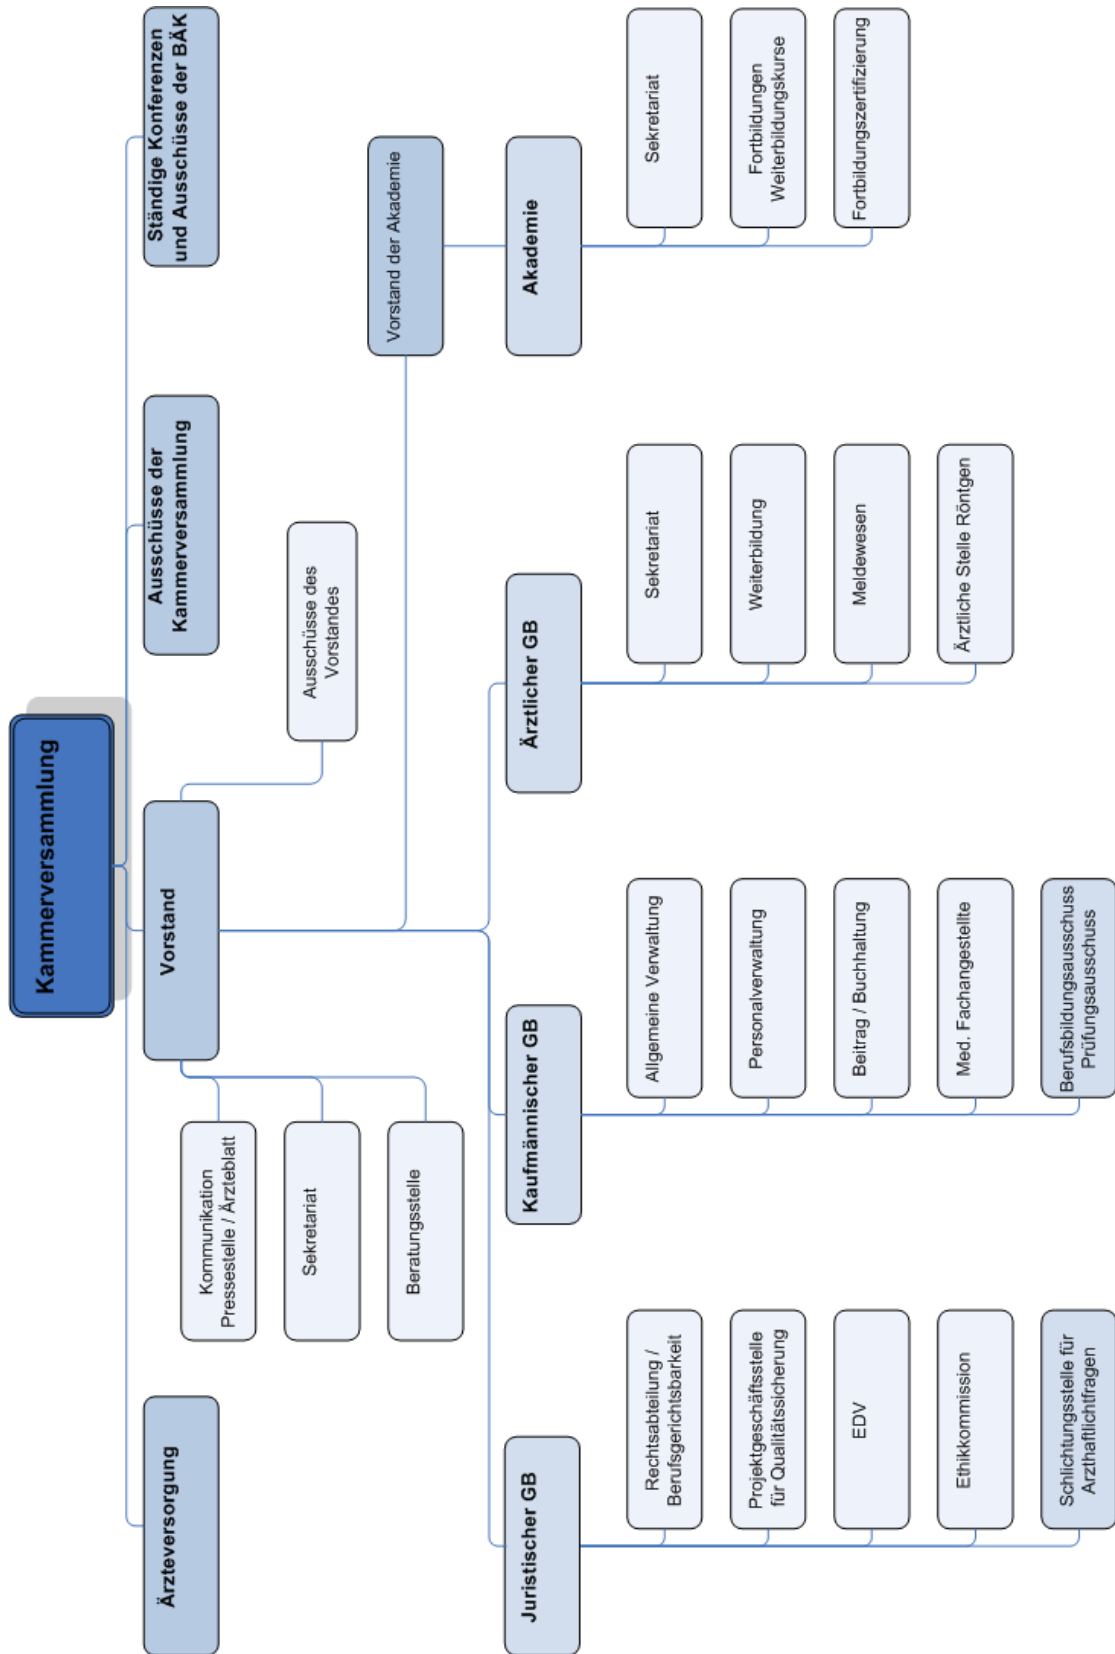 Kammerversammlung
Ärzteversorgung
Vorstand
Ausschüsse der
Kammerversammlung
Ständige Konferenzen
und Ausschüsse der BÄK
Kommunikation
Pressestelle / Ärzteblatt
Sekretariat
Beratungsstelle
Ausschüsse des
Vorstandes
Vorstand der Akademie
Juristischer GB
Kaufmännischer GB
Ärztlicher GB
Akademie
Rechtsabteilung /
Berufsgerichtsbarkeit
Projektgeschäftsstelle
für Qualitätssicherung
EDV
Ethikkommission
Schlichtungsstelle für
Arzthaftlichtfragen
Allgemeine Verwaltung
Personalverwaltung
Beitrag / Buchhaltung
Med. Fachangestellte
Berufsbildungsausschuss
Prüfungsausschuss
Sekretariat
Weiterbildung
Meldewesen
Ärztliche Stelle Röntgen
Sekretariat
Fortbildungen
Weiterbildungskurse
Fortbildungszertifizierung